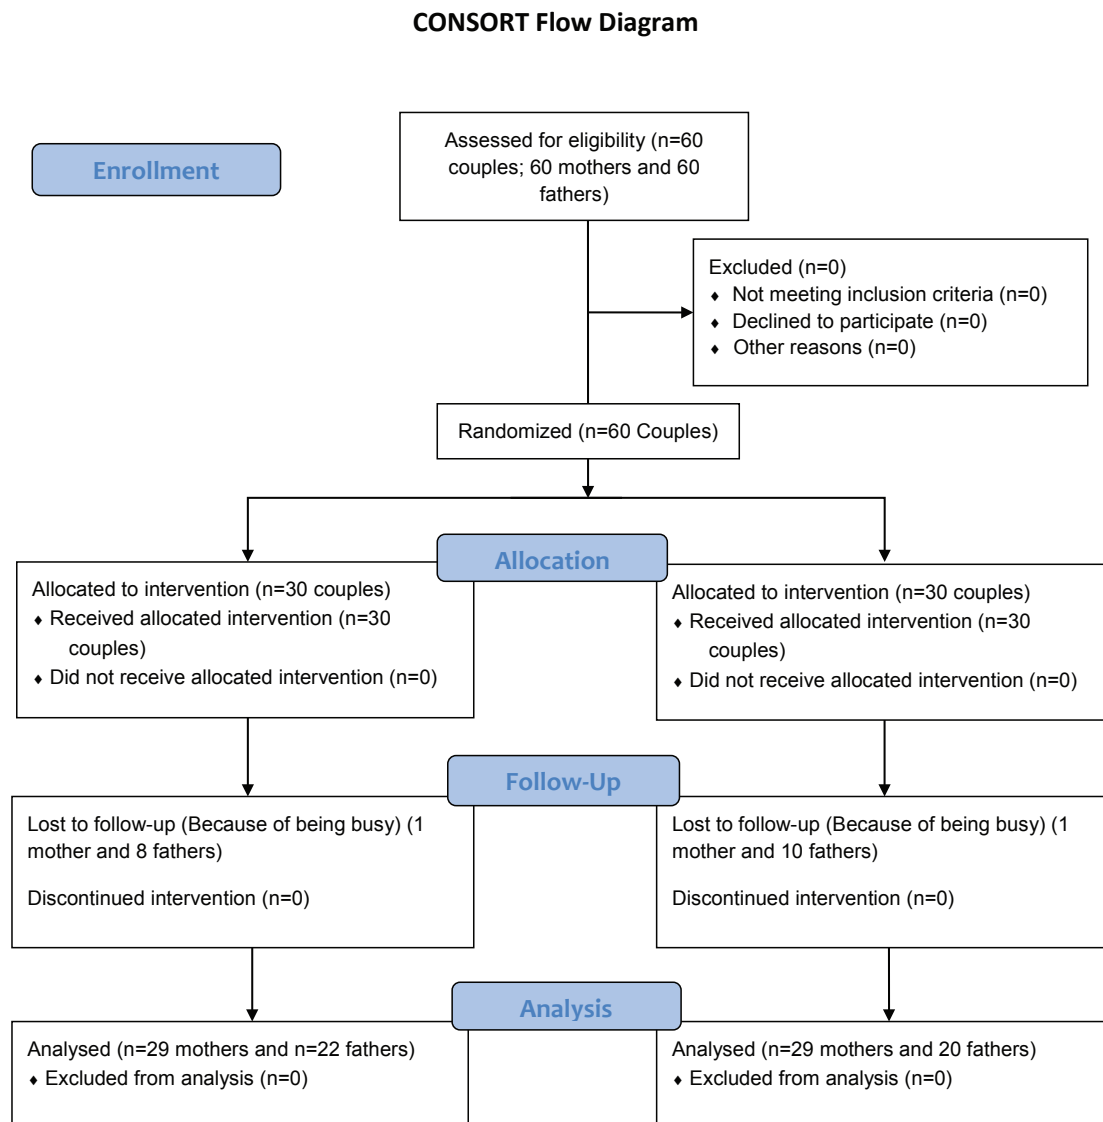 CONSORT Flow Diagram
Enrollment
Assessed for eligibility (n=60
couples; 60 mothers and 60
fathers)
Excluded (n=0)
♦ Not meeting inclusion criteria (n=0)
♦ Declined to participate (n=0)
♦ Other reasons (n=0)
Randomized (n=60 Couples)
Allocation
Allocated to intervention (n=30 couples)
♦ Received allocated intervention (n=30
couples)
♦ Did not receive allocated intervention (n=0)
Allocated to intervention (n=30 couples)
♦ Received allocated intervention (n=30
couples)
♦ Did not receive allocated intervention (n=0)
Follow-Up
Lost to follow-up (Because of being busy) (1
mother and 8 fathers)
Discontinued intervention (n=0)
Lost to follow-up (Because of being busy) (1
mother and 10 fathers)
Discontinued intervention (n=0)
Analysis
Analysed (n=29 mothers and n=22 fathers)
♦ Excluded from analysis (n=0)
Analysed (n=29 mothers and 20 fathers)
♦ Excluded from analysis (n=0)